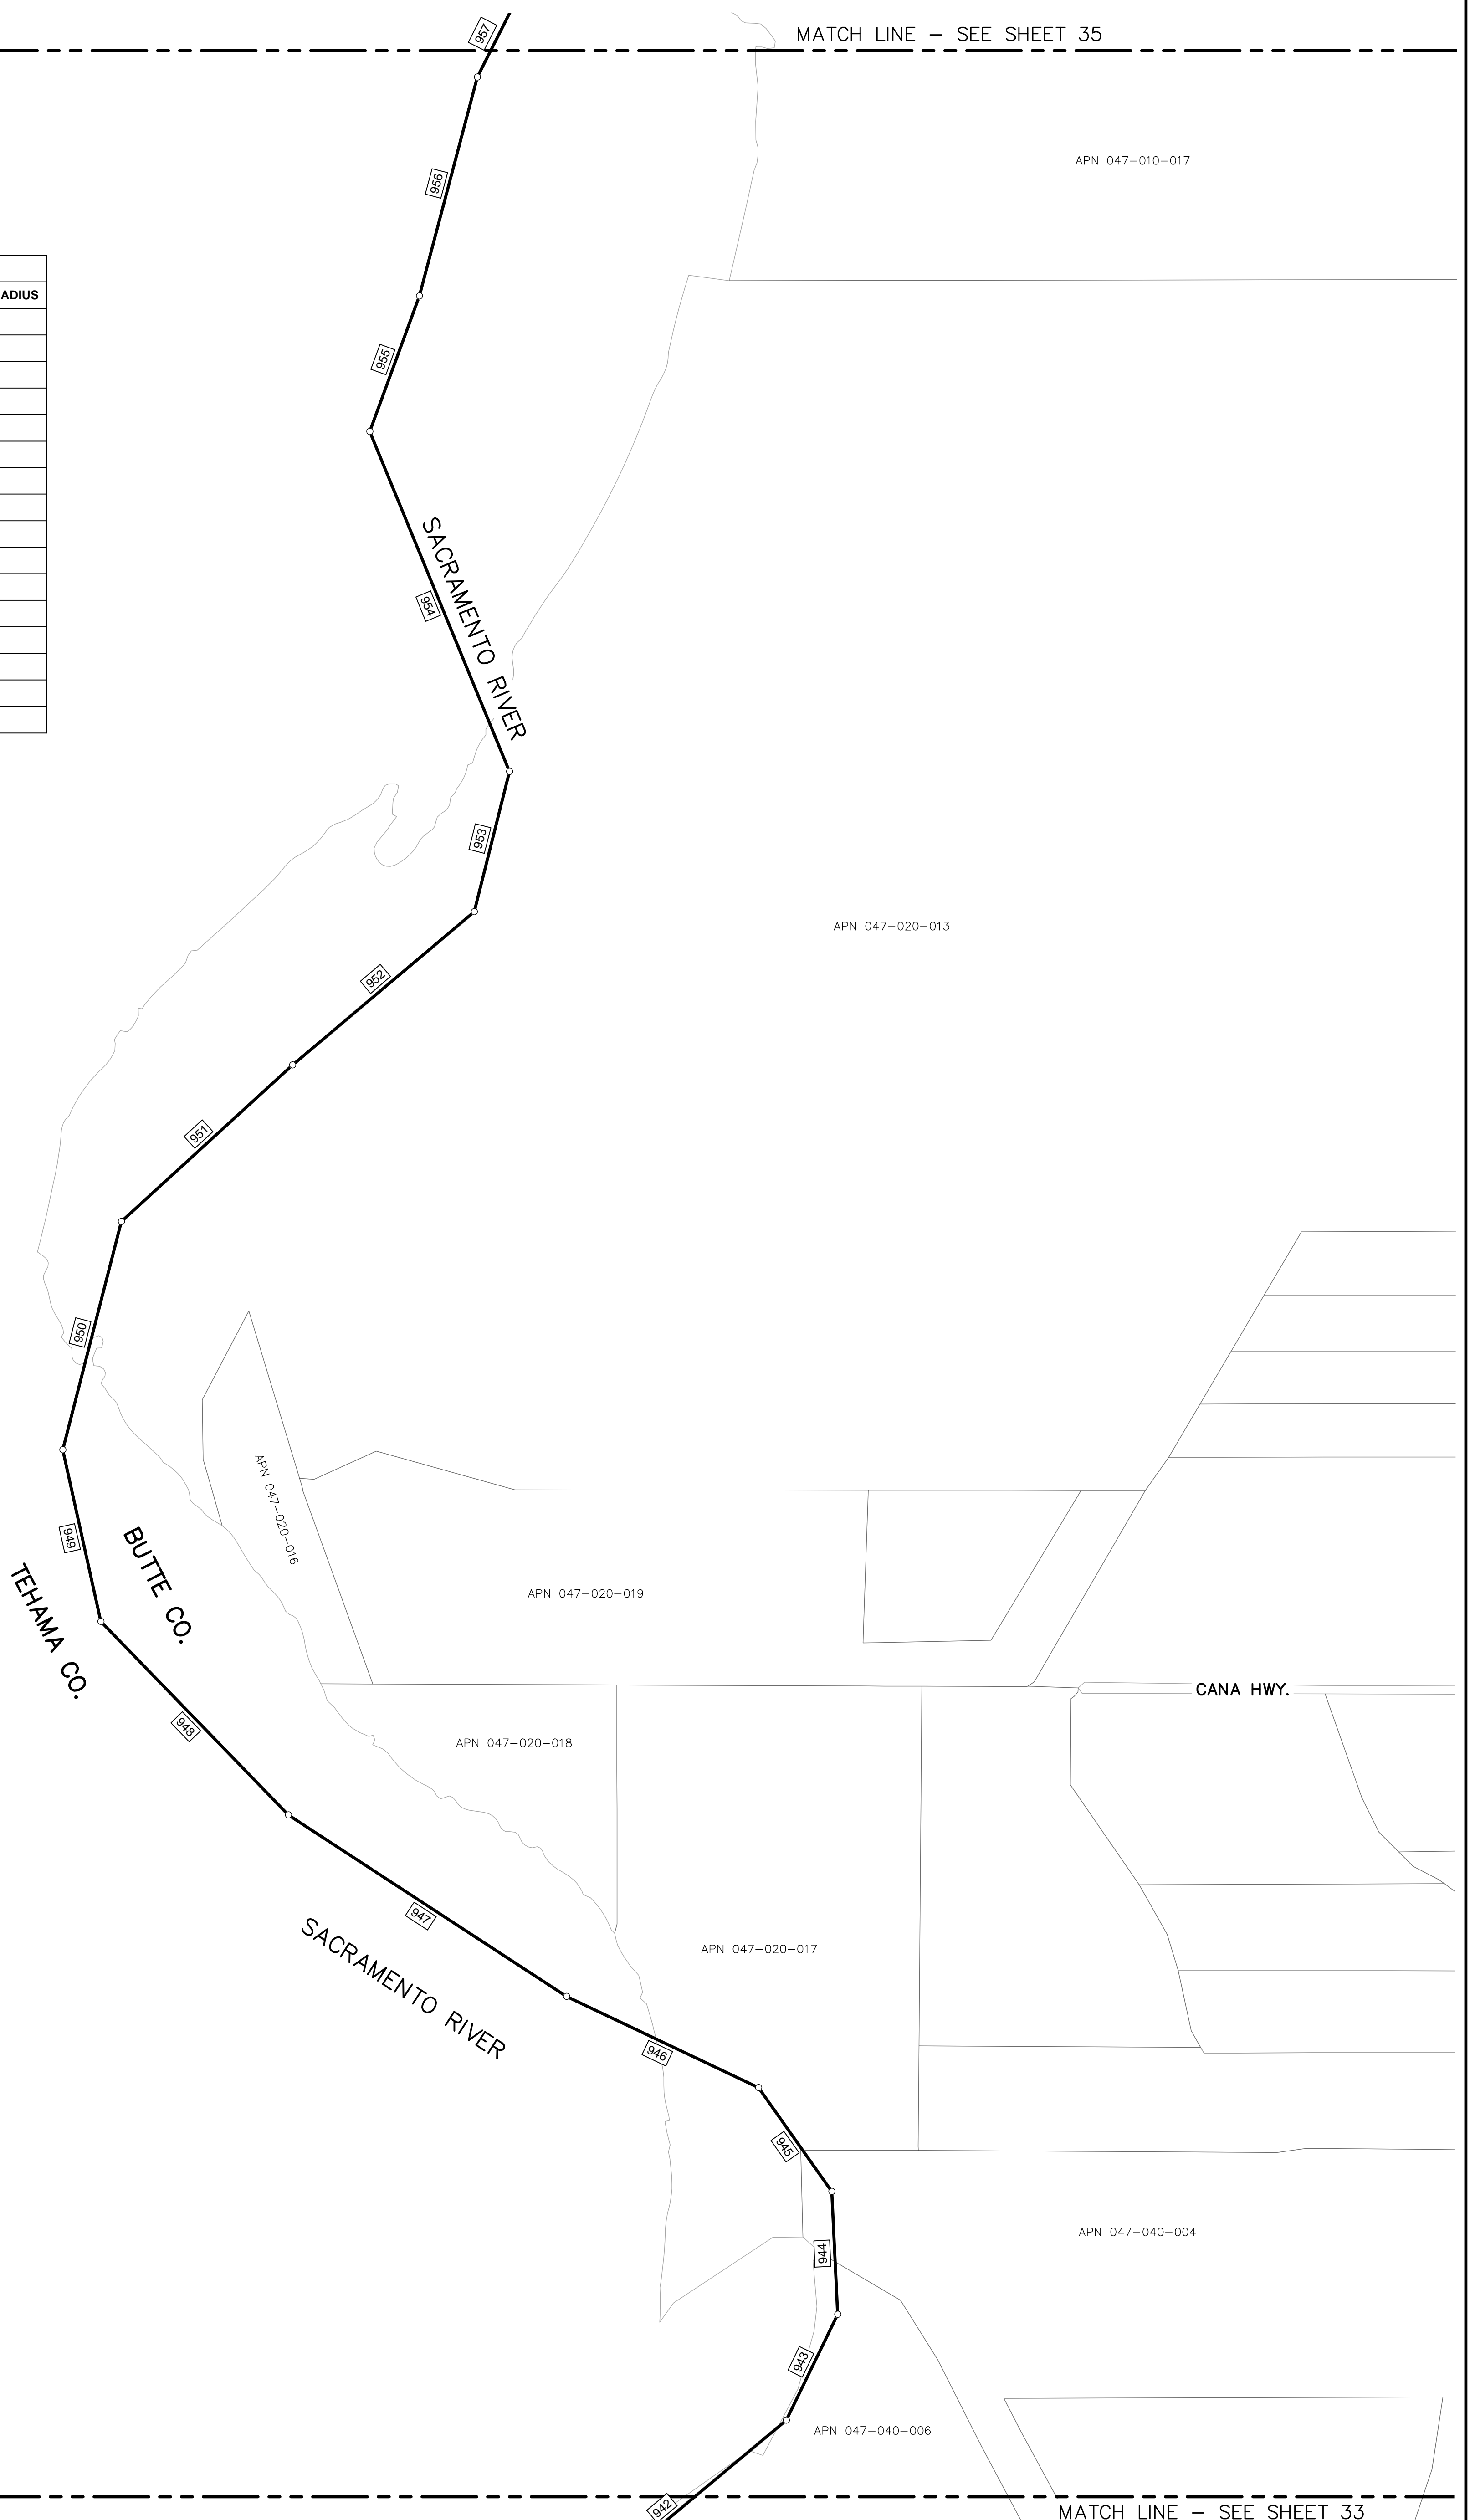 957
MATCH LINE – SEE SHEET 35
APN 047-010-017
956
ADIUS
955
SACRAMENTO RIVER
954
953
APN 047-020-013
952
951
950
APN 047-020-016
949
BUTTE CO.
TEHAMA CO.
APN 047-020-019
CANA HWY.
948
APN 047-020-018
947
SACRAMENTO RIVER
APN 047-020-017
946
945
APN 047-040-004
944
943
APN 047-040-006
942
MATCH LINE – SEE SHEET 33